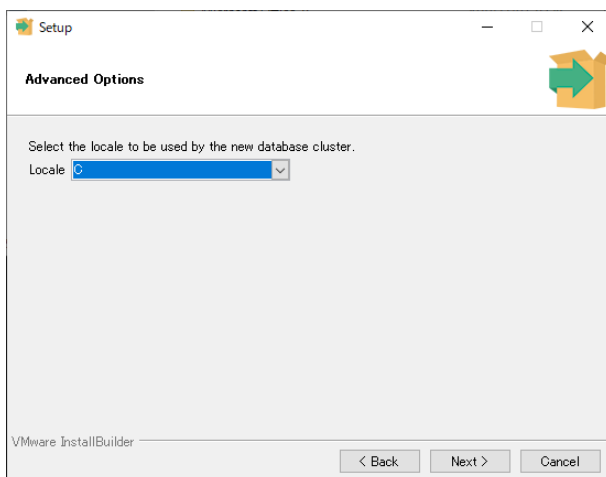 Setup
Advanced Options
Select the locale to be used by the new database cluster.
Locale C
VMware InstallBuilder
< Back Next > Cancel